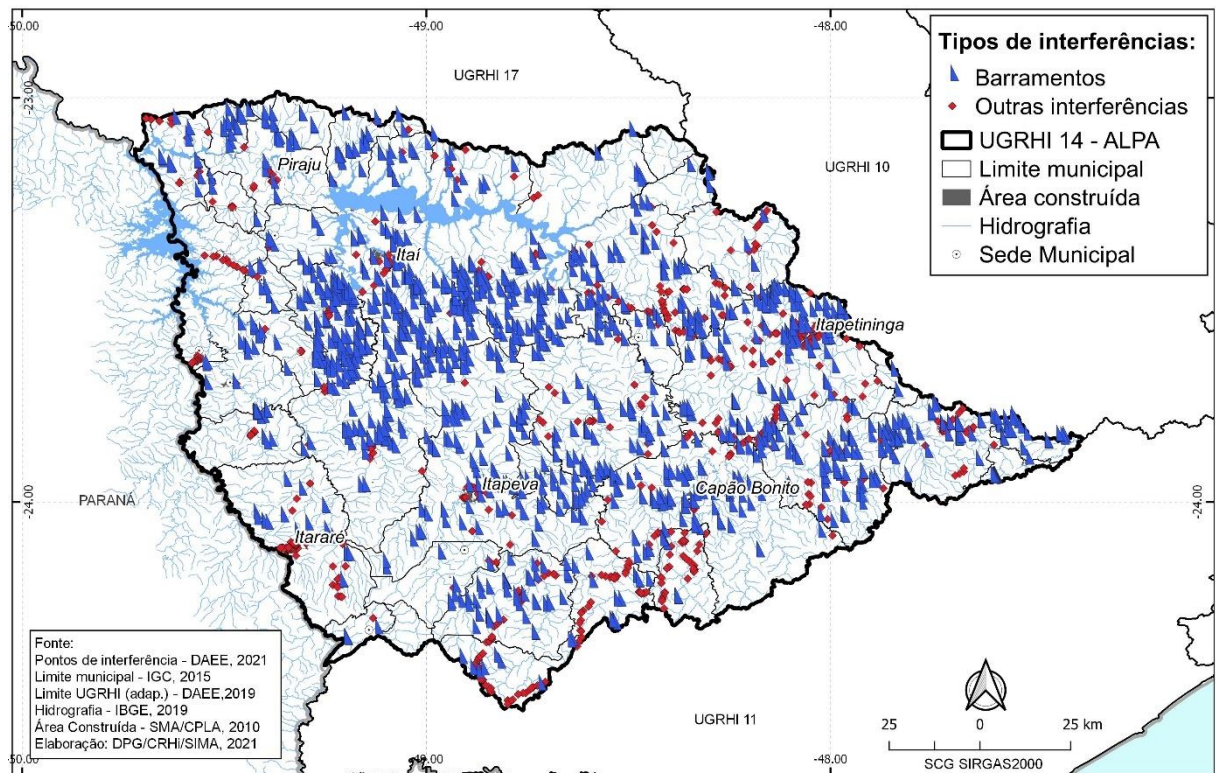 -50.00
-49.00
-48.00
Tipos de interferências:
Barramentos
Outras interferências
UGRHI 14 - ALPA
Limite municipal
Área construída
Hidrografia
Sede Municipal
UGRHI 17
-23.00
-23.00
UGRHI 10
Piraju
Itaí
Itapetininga
Itapeva
Capão Bonito
PARANÁ
-24.00
-24.00
Itararé
Fonte:
Pontos de interferência - DAEE, 2021
Limite municipal - IGC, 2015
Limite UGRHI (adap.) - DAEE,2019
Hidrografia - IBGE, 2019
Área Construída - SMA/CPLA, 2010
Elaboração: DPG/CRHi/SIMA, 2021
UGRHI 11
25 0 25 km
SCG SIRGAS2000
-50.00
-49.00
-48.00